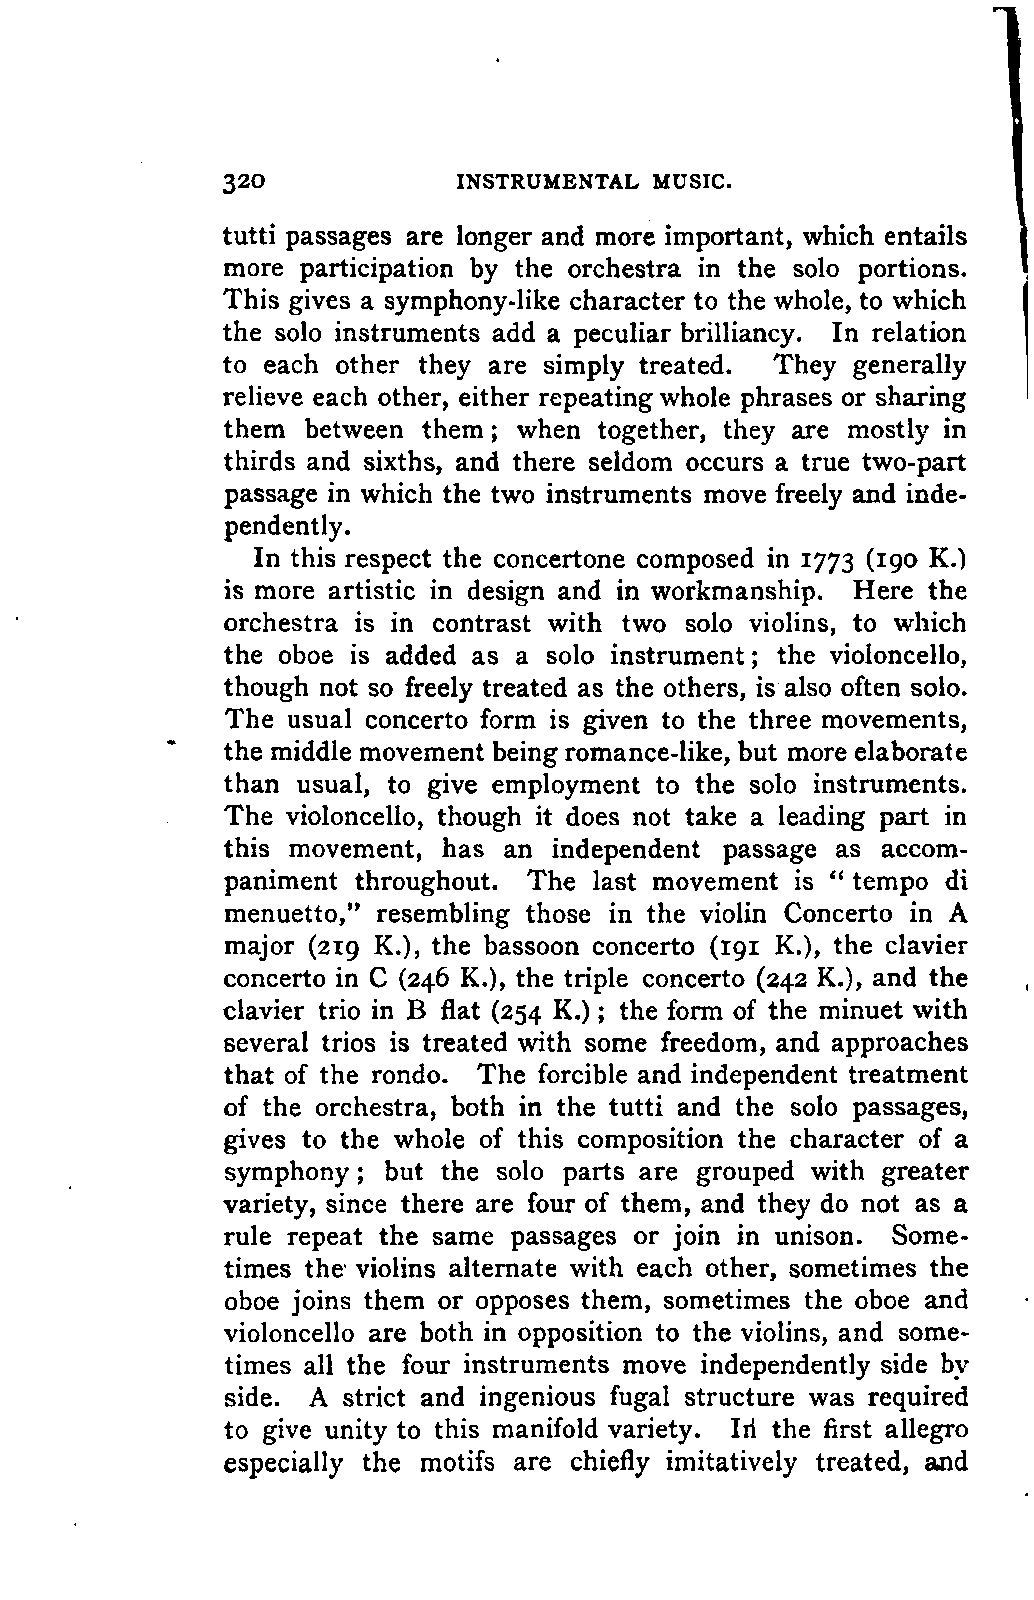 320 INSTRUMENTAL MUSIC.
tutti passages are longer and more important, which entails
more participation by the orchestra in the solo portions.
This gives a symphony-like character to the whole, to which
the solo instruments add a peculiar brilliancy. In relation
to each other they are simply treated. They generally
relieve each other, either repeating whole phrases or sharing
them between them; when together, they are mostly in
thirds and sixths, and there seldom occurs a true two-part
passage in which the two instruments move freely and inde-
pendently.
In this respect the concertone composed in 1773 (190 K.)
is more artistic in design and in workmanship. Here the
orchestra is in contrast with two solo violins, to which
the oboe is added as a solo instrument; the violoncello,
though not so freely treated as the others, is also often solo.
The usual concerto form is given to the three movements,
the middle movement being romance-like, but more elaborate
than usual, to give employment to the solo instruments.
The violoncello, though it does not take a leading part in
this movement, has an independent passage as accom-
paniment throughout. The last movement is "tempo di
menuetto," resembling those in the violin Concerto in A
major (219 K.), the bassoon concerto (191 K.), the clavier
concerto in C (246 K.), the triple concerto (242 K.), and the
clavier trio in B flat (254 K.); the form of the minuet with
several trios is treated with some freedom, and approaches
that of the rondo. The forcible and independent treatment
of the orchestra, both in the tutti and the solo passages,
gives to the whole of this composition the character of a
symphony; but the solo parts are grouped with greater
variety, since there are four of them, and they do not as a
rule repeat the same passages or join in unison. Some-
times the violins alternate with each other, sometimes the
oboe joins them or opposes them, sometimes the oboe and
violoncello are both in opposition to the violins, and some-
times all the four instruments move independently side by
side. A strict and ingenious fugal structure was required
to give unity to this manifold variety. In the first allegro
especially the motifs are chiefly imitatively treated, and